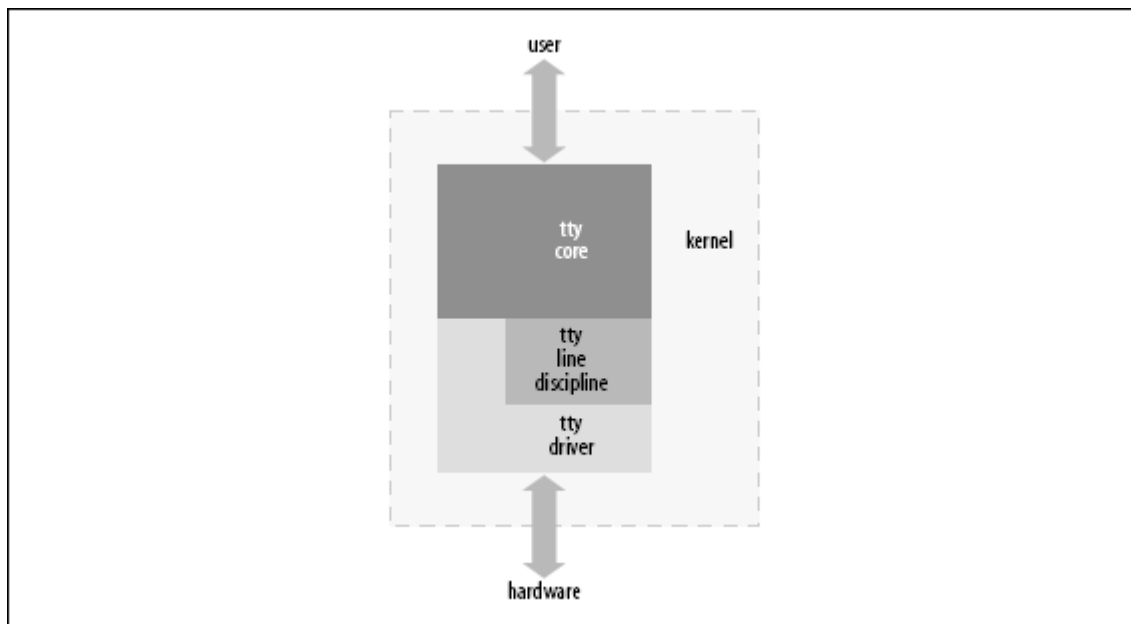 user
tty
core
kernel
tty
line
discipline
tty
driver
hardware